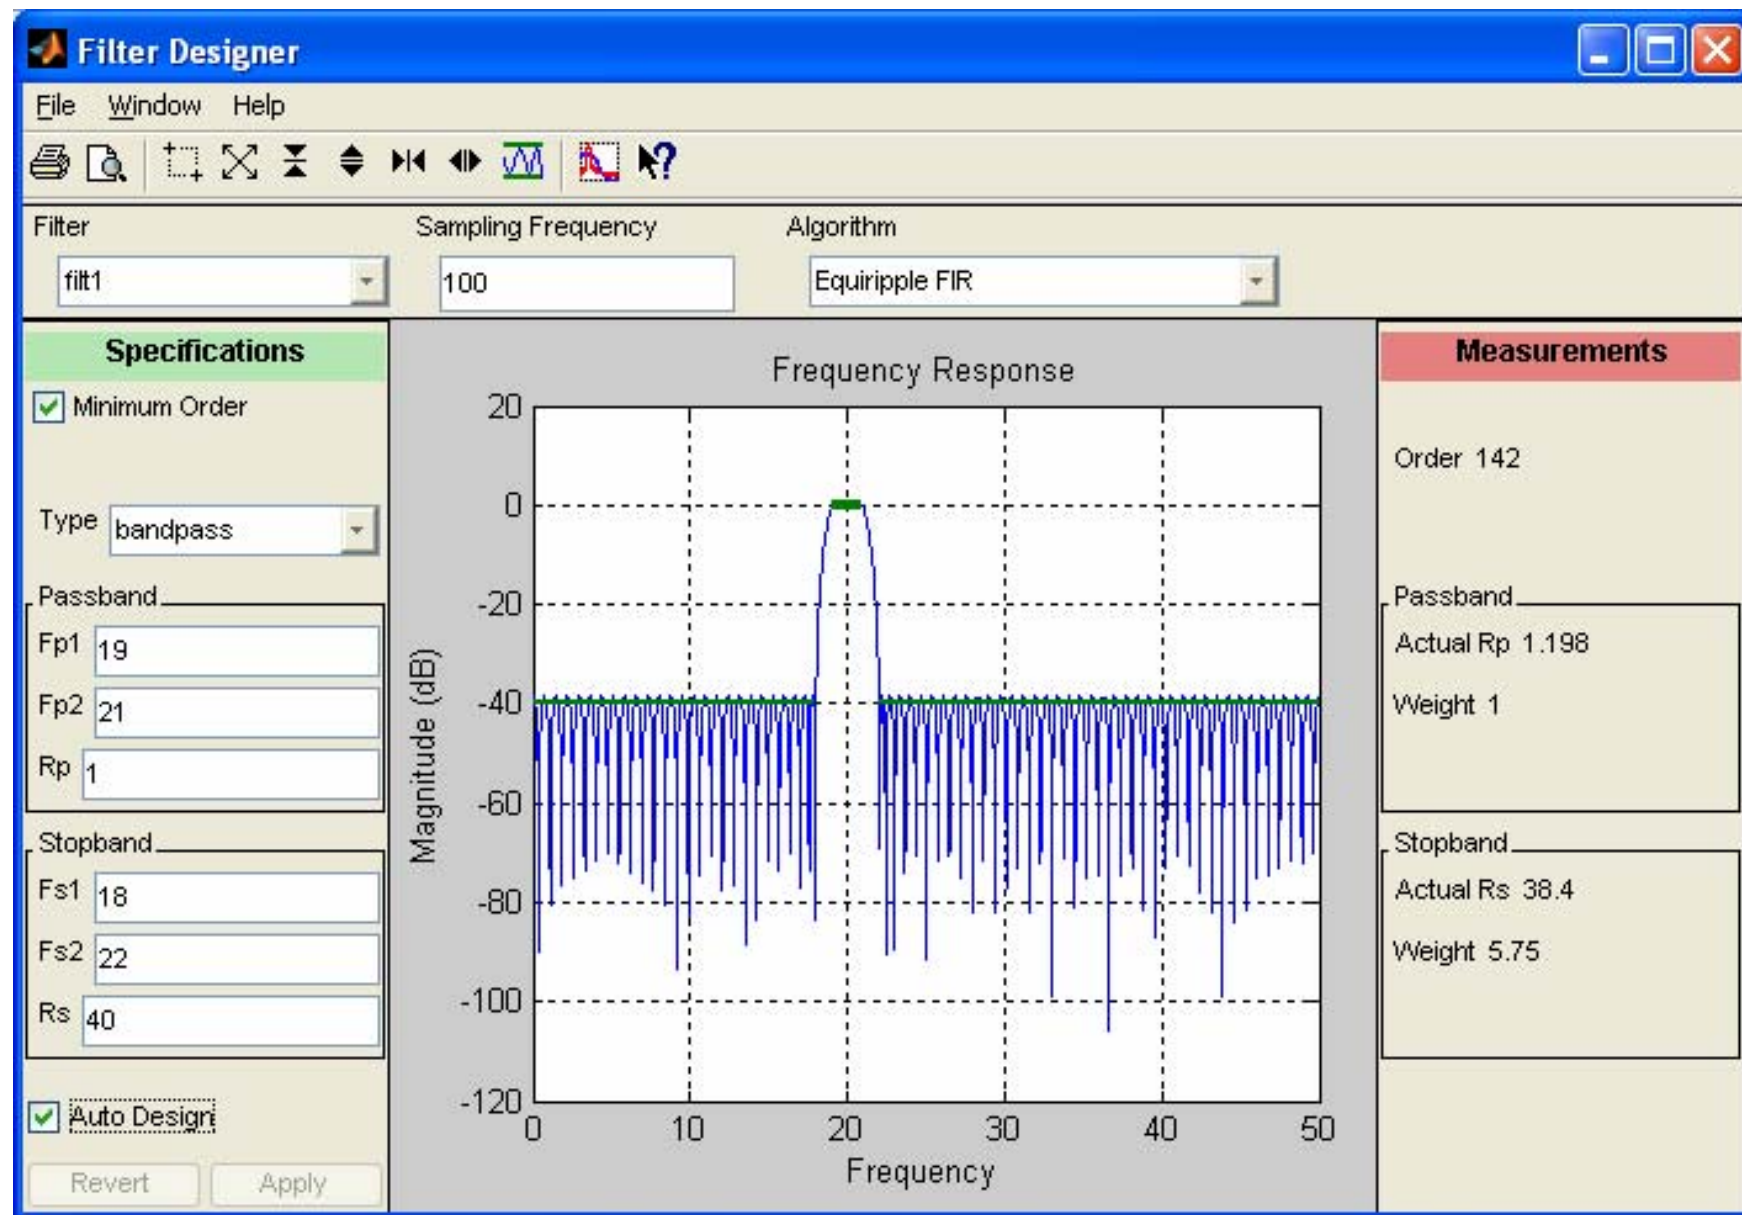 Filter Designer
File Window Help
Filter Sampling Frequency Algorithm
filt1 100 Equiripple FIR
Specifications
Minimum Order
Type bandpass
Passband
Fp1 19
Fp2 21
Rp 1
Stopband
Fs1 18
Fs2 22
Rs 40
Auto Design
Revert Apply
Frequency Response
20
0
-20
-40
-60
-80
-100
-120
Magnitude (dB)
0 10 20 30 40 50
Frequency
Measurements
Order 142
Passband
Actual Rp 1.198
Weight 1
Stopband
Actual Rs 38.4
Weight 5.75